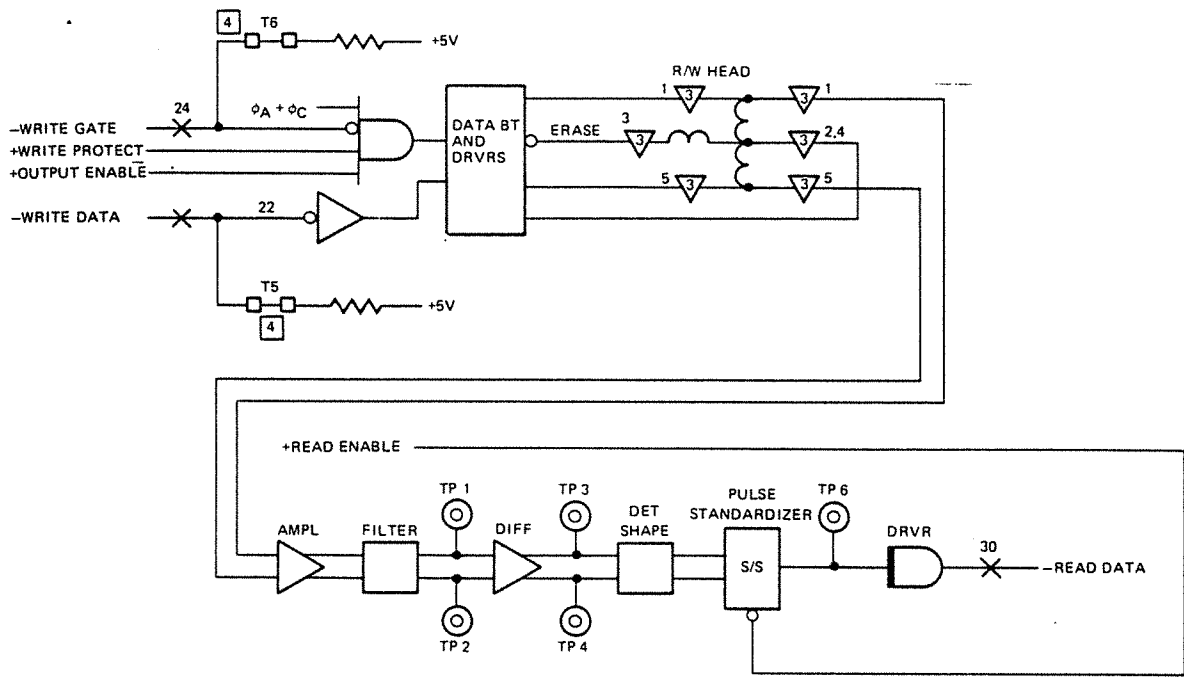 4 T6
+5V
R/W HEAD
24
ϕA + ϕC
1 3 3 1
–WRITE GATE
DATA BT
AND
DRVRS
ERASE 3 3 3 2,4
+WRITE PROTECT
+OUTPUT ENABLE
5 3 3 5
–WRITE DATA
22
T5
+5V
4
+READ ENABLE
TP 1
TP 3
PULSE
STANDARDIZER
TP 6
AMPL
FILTER
DIFF
DET
SHAPE
DRVR
30
S/S
–READ DATA
TP 2
TP 4